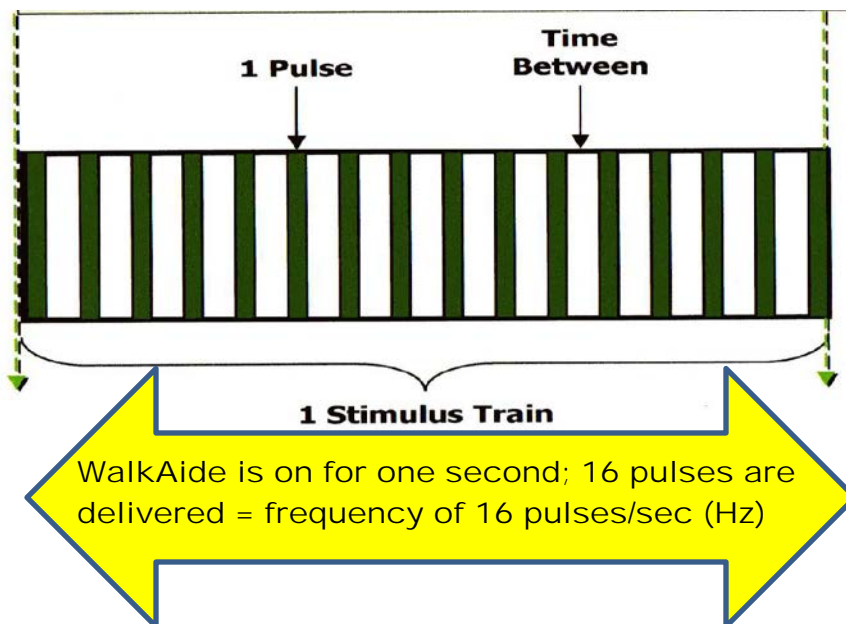 Time
1 Pulse Between
1 Stimulus Train
WalkAide is on for one second; 16 pulses are
delivered = frequency of 16 pulses/sec (Hz)